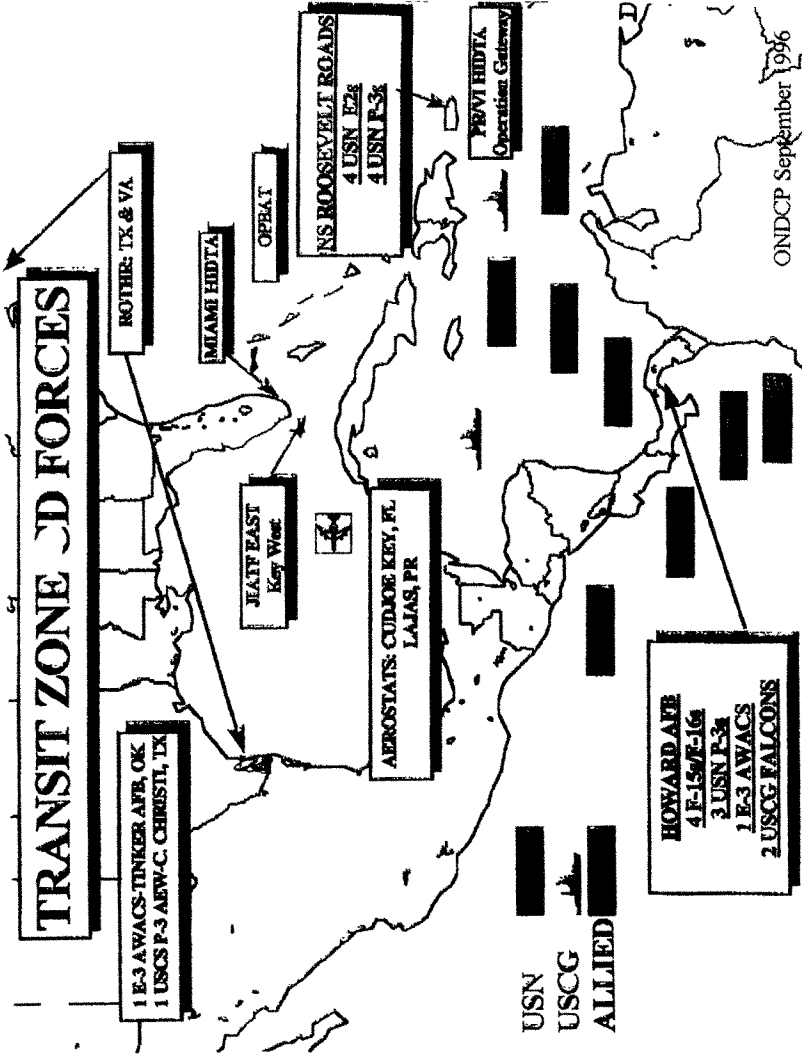 TRANSIT ZONE CD FORCES
1 E-3 AWACS-TINKER AFB, OK
1 USCS P-3 AEW-C. CHRISTI, TX
ROTHR: TX & VA
MIAMI HIDTA
OPBAT
NS ROOSEVELT ROADS
4 USN E2s
4 USN P-3s
JIATF EAST
Key West
AEROSTATS: CUDJOE KEY, FL
LAJAS, PR
PR/VI HIDTA
Operation Gateway
USN
USCG
ALLIED
HOWARD AFB
4 F-15s/F-16s
3 USN P-3s
1 E-3 AWACS
2 USCG FALCONS
D
ONDCP September 1996